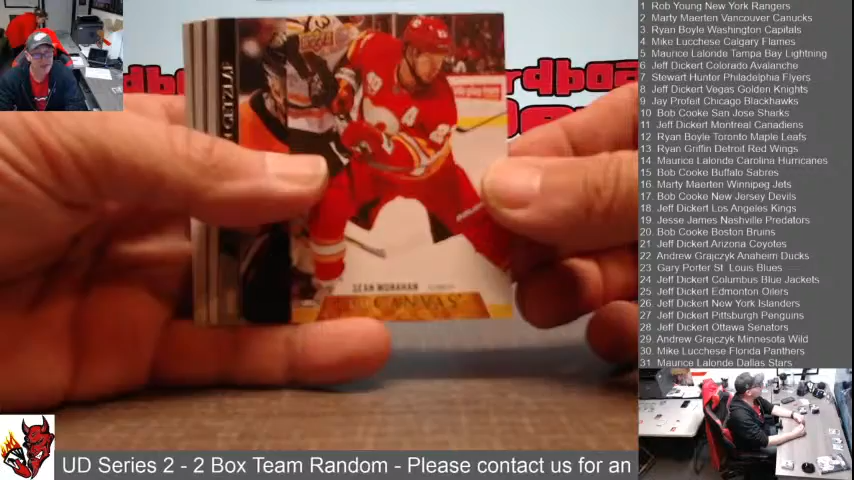 1 Rob Young New York Rangers
2 Marty Maerten Vancouver Canucks
3 Ryan Boyle Washington Capitals
4 Mike Lucchese Calgary Flames
5 Maurice Lalonde Tampa Bay Lightning
6 Jeff Dickert Colorado Avalanche
7 Stewart Hunter Philadelphia Flyers
8 Jeff Dickert Vegas Golden Knights
9 Jay Profeit Chicago Blackhawks
10 Bob Cooke San Jose Sharks
11 Jeff Dickert Montreal Canadiens
12 Ryan Boyle Toronto Maple Leafs
13 Ryan Griffin Detroit Red Wings
14 Maurice Lalonde Carolina Hurricanes
15 Bob Cooke Buffalo Sabres
16 Marty Maerten Winnipeg Jets
17 Bob Cooke New Jersey Devils
18 Jeff Dickert Los Angeles Kings
19 Jesse James Nashville Predators
20 Bob Cooke Boston Bruins
21 Jeff Dickert Arizona Coyotes
22 Andrew Grajczyk Anaheim Ducks
23 Gary Porter St Louis Blues
24 Jeff Dickert Columbus Blue Jackets
25 Jeff Dickert Edmonton Oilers
26 Jeff Dickert New York Islanders
27 Jeff Dickert Pittsburgh Penguins
28 Jeff Dickert Ottawa Senators
29 Andrew Grajczyk Minnesota Wild
30 Mike Lucchese Florida Panthers
31 Maurice Lalonde Dallas Stars
GETZLAF
SEAN MONAHAN
CANVAS
UD Series 2 - 2 Box Team Random - Please contact us for an